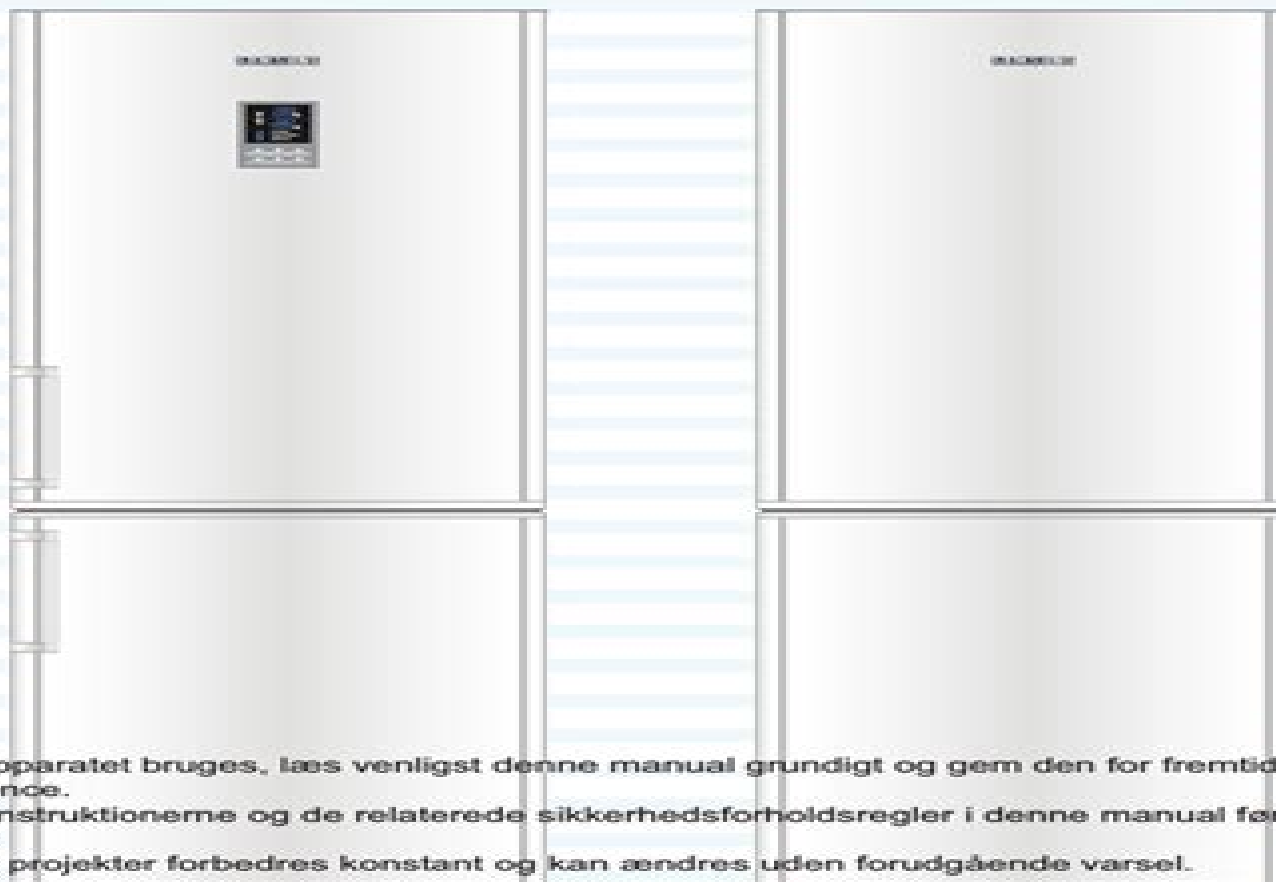 pparatet bruges, læs venligst denne manual grundigt og gem den for fremtid
nce.
nstruktionerne og de relaterede sikkerhedsforholdsregler i denne manual før
projekter forbedres konstant og kan ændres uden forudgående varsel.